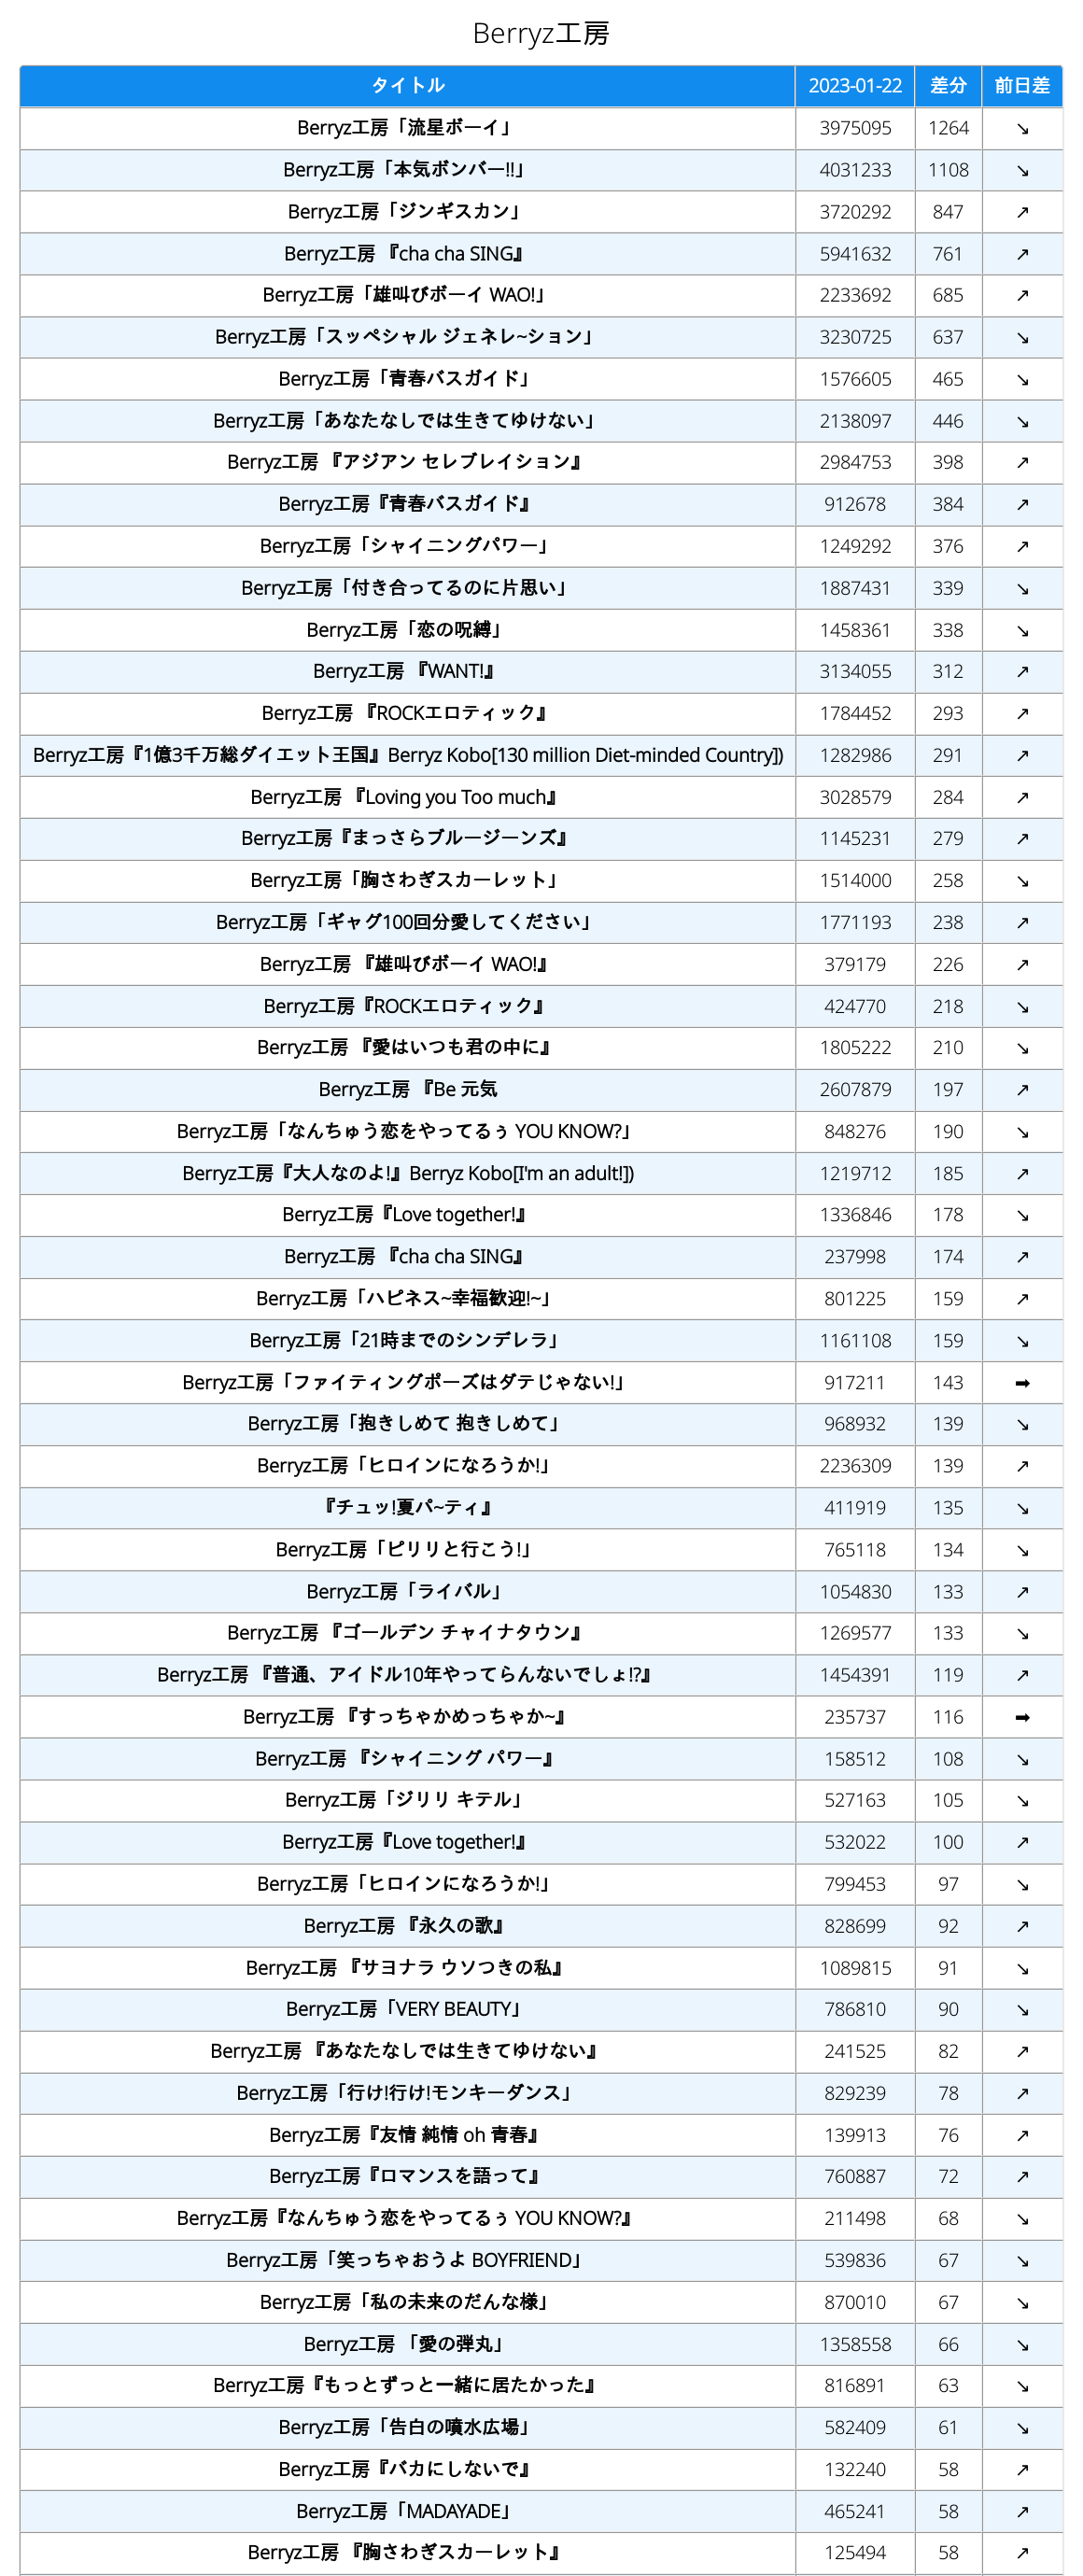 Berryz工房
タイトル 2023-01-22 差分 前日差
Berryz工房「流星ボーイ」 3975095 1264 ↘
Berryz工房「本気ボンバー!!」 4031233 1108 ↘
Berryz工房「ジンギスカン」 3720292 847 ↗
Berryz工房 『cha cha SING』 5941632 761 ↗
Berryz工房「雄叫びボーイ WAO!」 2233692 685 ↗
Berryz工房「スッペシャル ジェネレ~ション」 3230725 637 ↘
Berryz工房「青春バスガイド」 1576605 465 ↘
Berryz工房「あなたなしでは生きてゆけない」 2138097 446 ↘
Berryz工房 『アジアン セレブレイション』 2984753 398 ↗
Berryz工房『青春バスガイド』 912678 384 ↗
Berryz工房「シャイニングパワー」 1249292 376 ↗
Berryz工房「付き合ってるのに片思い」 1887431 339 ↘
Berryz工房「恋の呪縛」 1458361 338 ↘
Berryz工房 『WANT!』 3134055 312 ↗
Berryz工房 『ROCKエロティック』 1784452 293 ↗
Berryz工房『1億3千万総ダイエット王国』Berryz Kobo[130 million Diet-minded Country]) 1282986 291 ↗
Berryz工房 『Loving you Too much』 3028579 284 ↗
Berryz工房『まっさらブルージーンズ』 1145231 279 ↗
Berryz工房「胸さわぎスカーレット」 1514000 258 ↘
Berryz工房「ギャグ100回分愛してください」 1771193 238 ↗
Berryz工房 『雄叫びボーイ WAO!』 379179 226 ↗
Berryz工房『ROCKエロティック』 424770 218 ↘
Berryz工房 『愛はいつも君の中に』 1805222 210 ↘
Berryz工房 『Be 元気 2607879 197 ↗
Berryz工房「なんちゅう恋をやってるぅ YOU KNOW?」 848276 190 ↘
Berryz工房『大人なのよ!』Berryz Kobo[I'm an adult!]) 1219712 185 ↗
Berryz工房『Love together!』 1336846 178 ↘
Berryz工房 『cha cha SING』 237998 174 ↗
Berryz工房「ハピネス~幸福歓迎!~」 801225 159 ↗
Berryz工房「21時までのシンデレラ」 1161108 159 ↘
Berryz工房「ファイティングポーズはダテじゃない!」 917211 143 ➡
Berryz工房「抱きしめて 抱きしめて」 968932 139 ↘
Berryz工房「ヒロインになろうか!」 2236309 139 ↗
『チュッ!夏パ~ティ』 411919 135 ↘
Berryz工房「ピリリと行こう!」 765118 134 ↘
Berryz工房「ライバル」 1054830 133 ↗
Berryz工房 『ゴールデン チャイナタウン』 1269577 133 ↘
Berryz工房 『普通、アイドル10年やってらんないでしょ!?』 1454391 119 ↗
Berryz工房 『すっちゃかめっちゃか~』 235737 116 ➡
Berryz工房 『シャイニング パワー』 158512 108 ↘
Berryz工房「ジリリ キテル」 527163 105 ↘
Berryz工房『Love together!』 532022 100 ↗
Berryz工房「ヒロインになろうか!」 799453 97 ↘
Berryz工房 『永久の歌』 828699 92 ↗
Berryz工房 『サヨナラ ウソつきの私』 1089815 91 ↘
Berryz工房「VERY BEAUTY」 786810 90 ↘
Berryz工房 『あなたなしでは生きてゆけない』 241525 82 ↗
Berryz工房「行け!行け!モンキーダンス」 829239 78 ↗
Berryz工房『友情 純情 oh 青春』 139913 76 ↗
Berryz工房『ロマンスを語って』 760887 72 ↗
Berryz工房『なんちゅう恋をやってるぅ YOU KNOW?』 211498 68 ↘
Berryz工房「笑っちゃおうよ BOYFRIEND」 539836 67 ↘
Berryz工房「私の未来のだんな様」 870010 67 ↘
Berryz工房 「愛の弾丸」 1358558 66 ↘
Berryz工房『もっとずっと一緒に居たかった』 816891 63 ↘
Berryz工房「告白の噴水広場」 582409 61 ↘
Berryz工房『バカにしないで』 132240 58 ↗
Berryz工房「MADAYADE」 465241 58 ↗
Berryz工房 『胸さわぎスカーレット』 125494 58 ↗